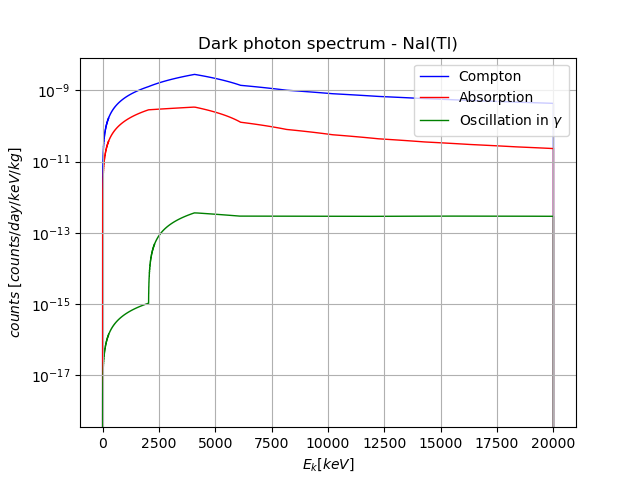 Dark photon spectrum - NaI(Tl)
Compton
Absorption
Oscillation in γ
10⁻⁹
10⁻¹¹
10⁻¹³
10⁻¹⁵
10⁻¹⁷
counts [counts/day/keV/kg]
0 2500 5000 7500 10000 12500 15000 17500 20000
E_k[keV]